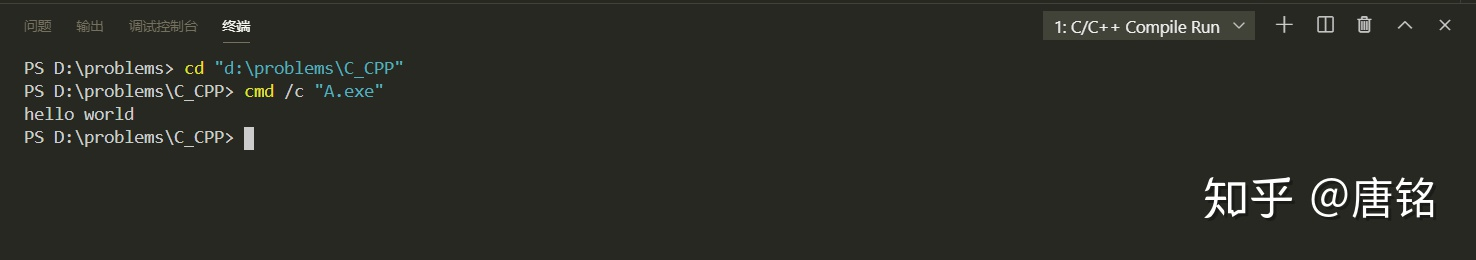 问题 输出 调试控制台 终端 1: C/C++ Compile Run
PS D:\problems> cd "d:\problems\C_CPP"
PS D:\problems\C_CPP> cmd /c "A.exe"
hello world
PS D:\problems\C_CPP>
知乎 @唐铭